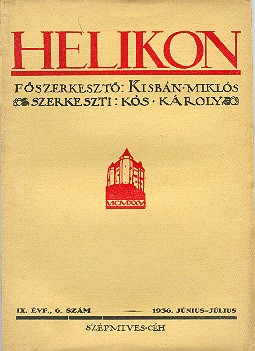 HELIKON
FŐSZERKESZTŐ: KISBÁN·MIKLÓS
SZERKESZTI: KÓS·KÁROLY
MCMXXV
IX. ÉVF., 6. SZÁM — 1936. JÚNIUS–JÚLIUS
SZÉPMIVES·CÉH